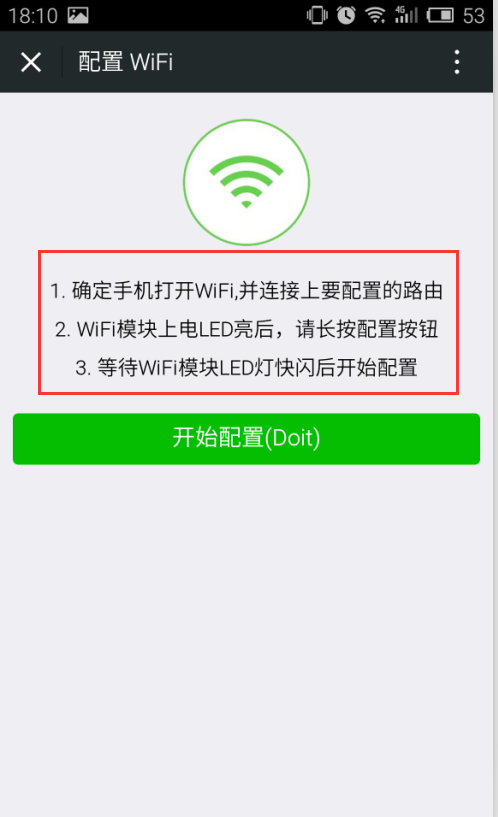 18:10
4G
53
配置 WiFi
1. 确定手机打开WiFi,并连接上要配置的路由
2. WiFi模块上电LED亮后，请长按配置按钮
3. 等待WiFi模块LED灯快闪后开始配置
开始配置(Doit)